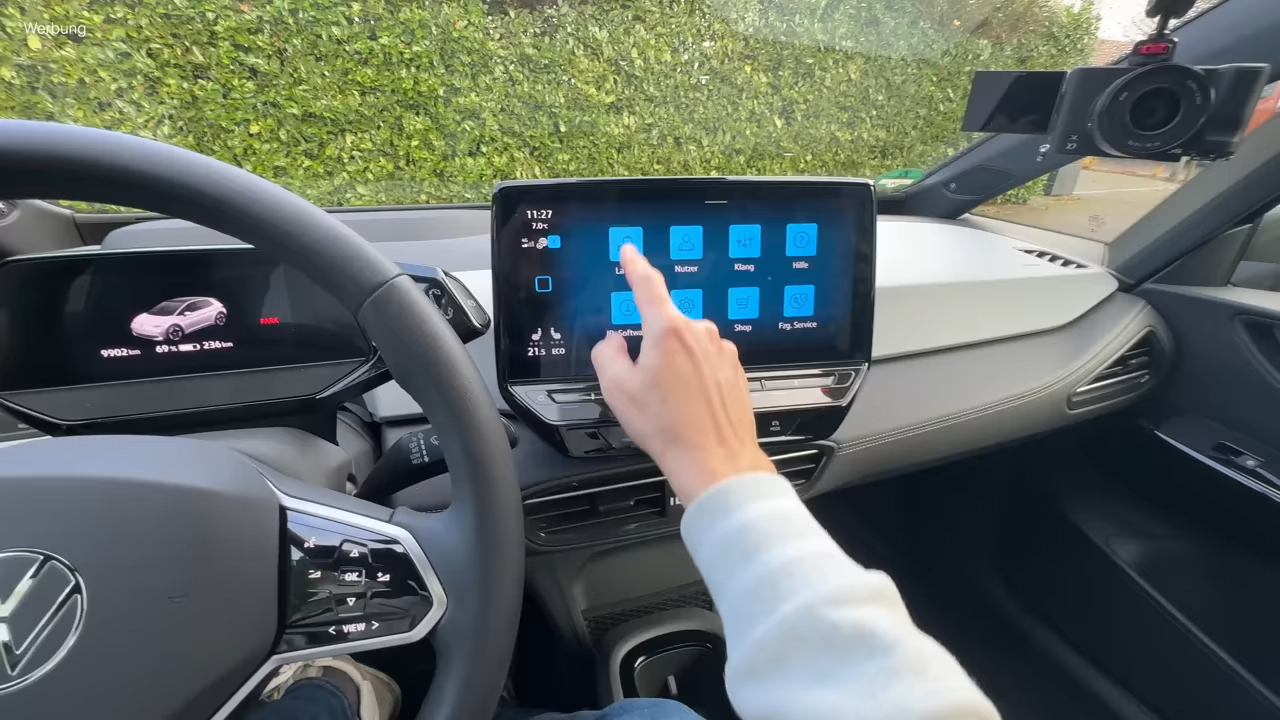 Werbung
11:27
7.0°C
Nutzer
Klang
Hilfe
Shop
Frg. Service
21.5 ECO
PARK
9902 km 69 % 236 km
OK
< VIEW >